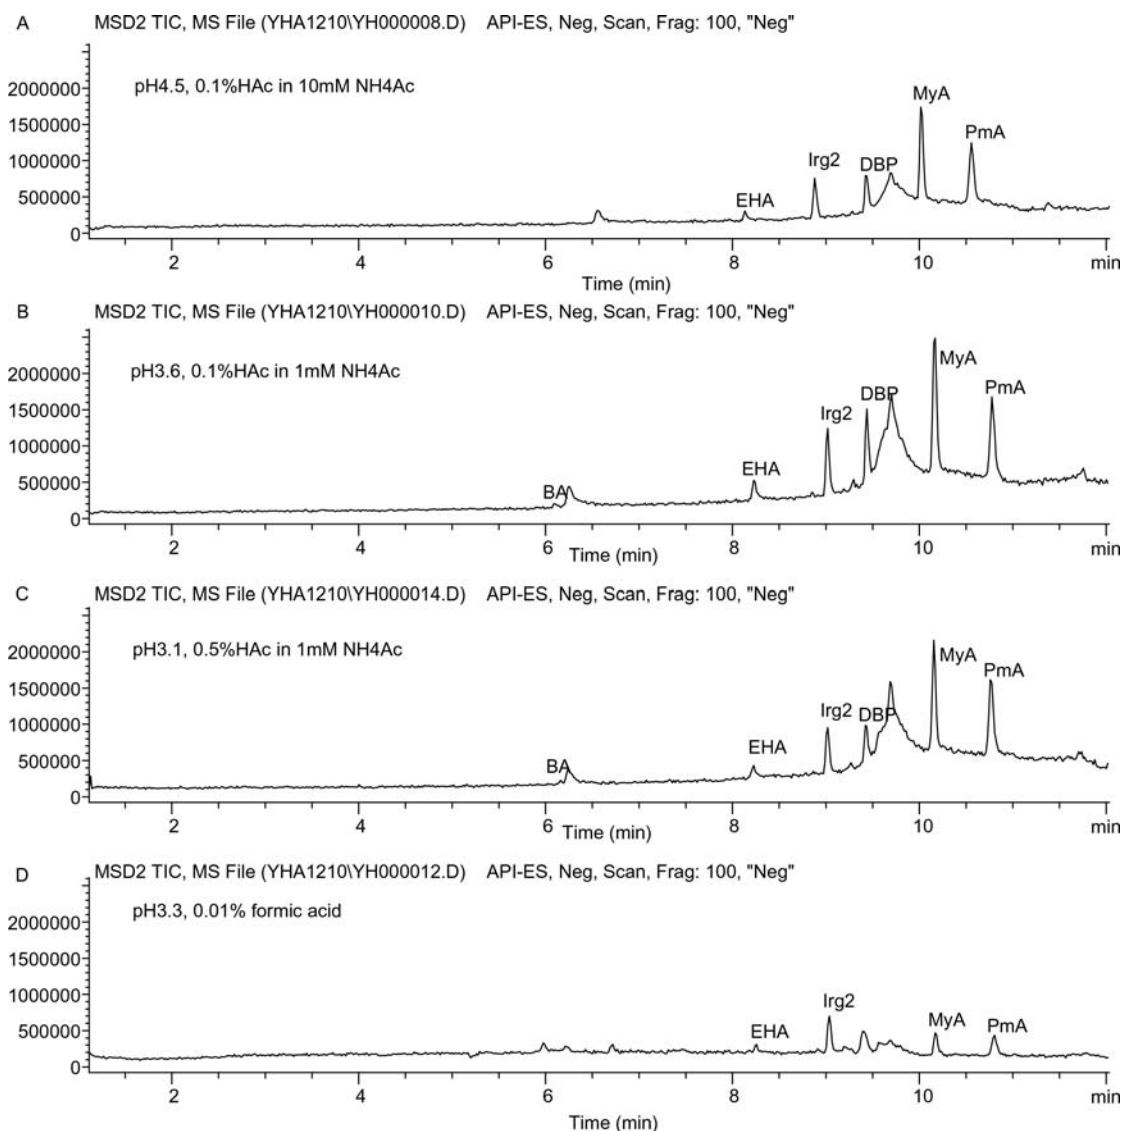 A MSD2 TIC, MS File (YHA1210\YH000008.D) API-ES, Neg, Scan, Frag: 100, "Neg"
pH4.5, 0.1%HAc in 10mM NH4Ac
2000000
1500000
1000000
500000
0
EHA
Irg2
DBP
MyA
PmA
2 4 6 8 10 min
Time (min)
B MSD2 TIC, MS File (YHA1210\YH000010.D) API-ES, Neg, Scan, Frag: 100, "Neg"
pH3.6, 0.1%HAc in 1mM NH4Ac
2000000
1500000
1000000
500000
0
BA
EHA
Irg2
DBP
MyA
PmA
2 4 6 8 10 min
Time (min)
C MSD2 TIC, MS File (YHA1210\YH000014.D) API-ES, Neg, Scan, Frag: 100, "Neg"
pH3.1, 0.5%HAc in 1mM NH4Ac
2000000
1500000
1000000
500000
0
BA
EHA
Irg2
DBP
MyA
PmA
2 4 6 8 10 min
Time (min)
D MSD2 TIC, MS File (YHA1210\YH000012.D) API-ES, Neg, Scan, Frag: 100, "Neg"
pH3.3, 0.01% formic acid
2000000
1500000
1000000
500000
0
EHA
Irg2
MyA
PmA
2 4 6 8 10 min
Time (min)